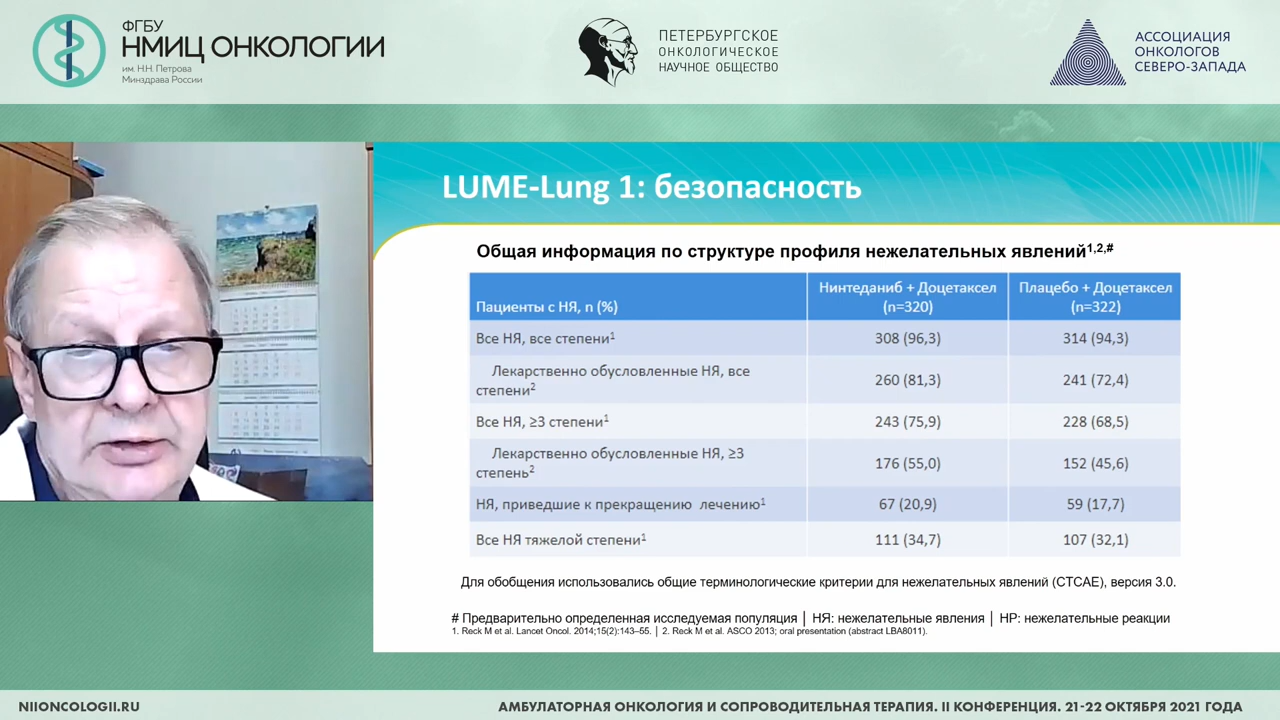 ФГБУ
НМИЦ ОНКОЛОГИИ
им. Н.Н. Петрова
Минздрава России
ПЕТЕРБУРГСКОЕ
ОНКОЛОГИЧЕСКОЕ
НАУЧНОЕ ОБЩЕСТВО
АССОЦИАЦИЯ
ОНКОЛОГОВ
СЕВЕРО-ЗАПАДА
LUME-Lung 1: безопасность
Общая информация по структуре профиля нежелательных явлений1,2,#
Пациенты с НЯ, n (%)
Нинтеданиб + Доцетаксел
(n=320)
Плацебо + Доцетаксел
(n=322)
Все НЯ, все степени1
308 (96,3)
314 (94,3)
Лекарственно обусловленные НЯ, все
степени2
260 (81,3)
241 (72,4)
Все НЯ, ≥3 степени1
243 (75,9)
228 (68,5)
Лекарственно обусловленные НЯ, ≥3
степень2
176 (55,0)
152 (45,6)
НЯ, приведшие к прекращению лечению1
67 (20,9)
59 (17,7)
Все НЯ тяжелой степени1
111 (34,7)
107 (32,1)
Для обобщения использовались общие терминологические критерии для нежелательных явлений (CTCAE), версия 3.0.
# Предварительно определенная исследуемая популяция │ НЯ: нежелательные явления │ НР: нежелательные реакции
1. Reck M et al. Lancet Oncol. 2014;15(2):143–55. │ 2. Reck M et al. ASCO 2013; oral presentation (abstract LBA8011).
NIIONCOLOGII.RU
АМБУЛАТОРНАЯ ОНКОЛОГИЯ И СОПРОВОДИТЕЛЬНАЯ ТЕРАПИЯ. II КОНФЕРЕНЦИЯ. 21-22 ОКТЯБРЯ 2021 ГОДА